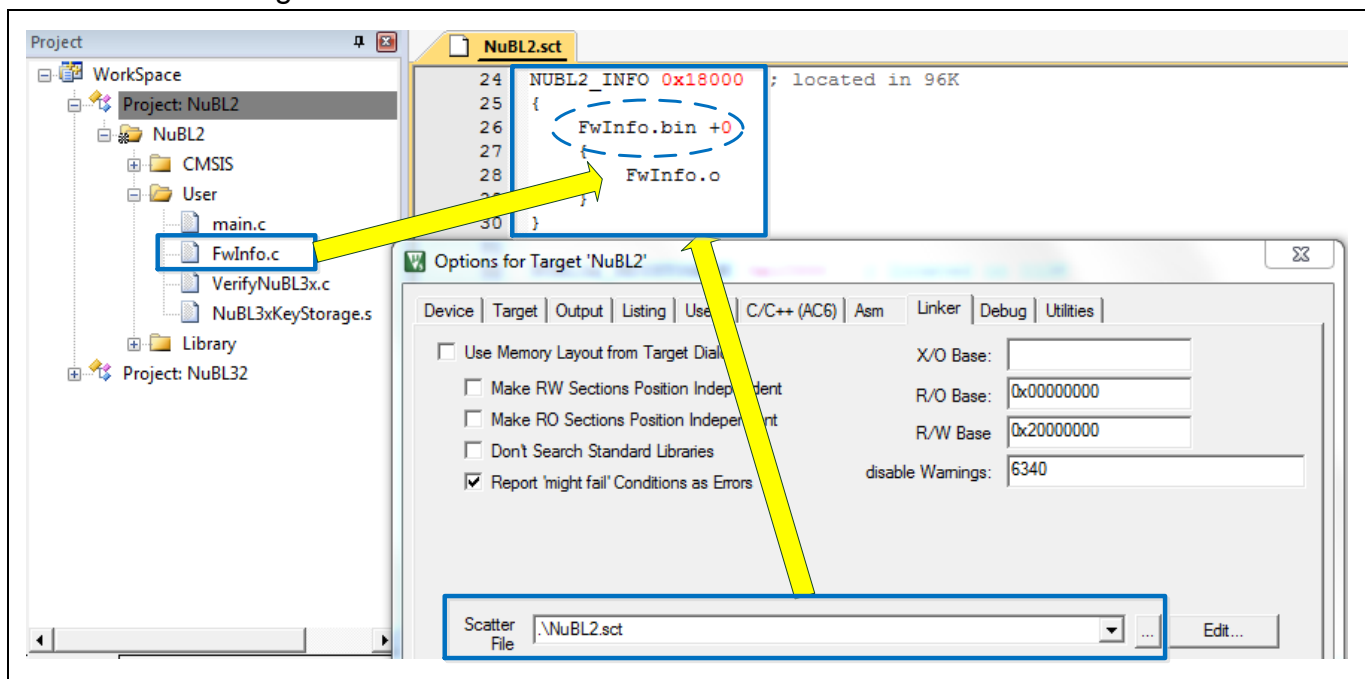 Project
WorkSpace
Project: NuBL2
NuBL2
CMSIS
User
main.c
FwInfo.c
VerifyNuBL3x.c
NuBL3xKeyStorage.s
Library
Project: NuBL32
NuBL2.sct
24 NUBL2_INFO 0x18000 ; located in 96K
25 {
26 FwInfo.bin +0
27 {
28 FwInfo.o
}
30 }
Options for Target 'NuBL2'
Device Target Output Listing User C/C++ (AC6) Asm Linker Debug Utilities
Use Memory Layout from Target
X/O Base:
Make RW Sections Position Independent
R/O Base: 0x00000000
Make RO Sections Position
R/W Base 0x20000000
Don't Search Standard Libraries
disable Warnings: 6340
Report 'might fail' Conditions as Errors
Scatter File .\NuBL2.sct ... Edit...